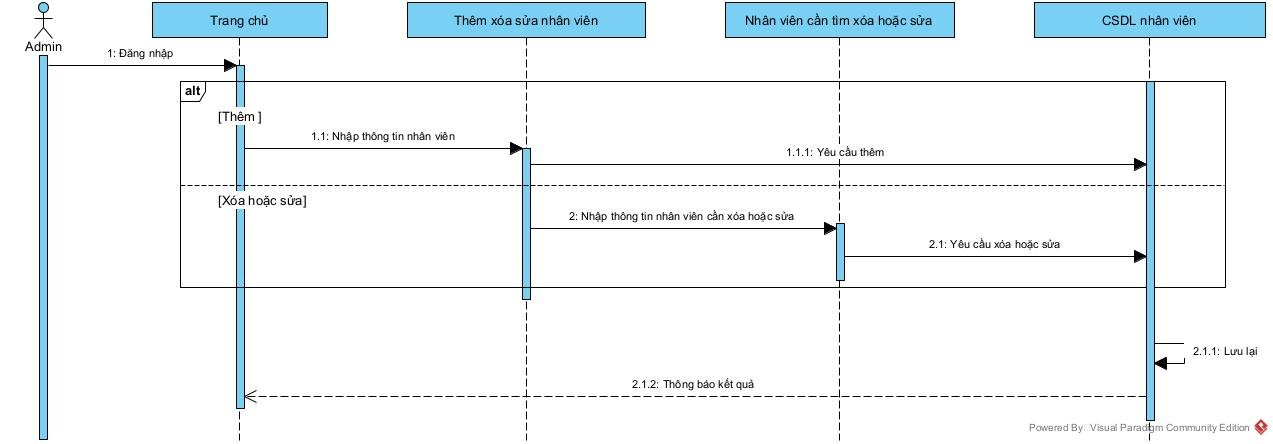 Trang chủ
Thêm xóa sửa nhân viên
Nhân viên cần tìm xóa hoặc sửa
CSDL nhân viên
Admin
1: Đăng nhập
alt
[Thêm ]
1.1: Nhập thông tin nhân viên
1.1.1: Yêu cầu thêm
[Xóa hoặc sửa]
2: Nhập thông tin nhân viên cần xóa hoặc sửa
2.1: Yêu cầu xóa hoặc sửa
2.1.1: Lưu lại
2.1.2: Thông báo kết quả
Powered By Visual Paradigm Community Edition